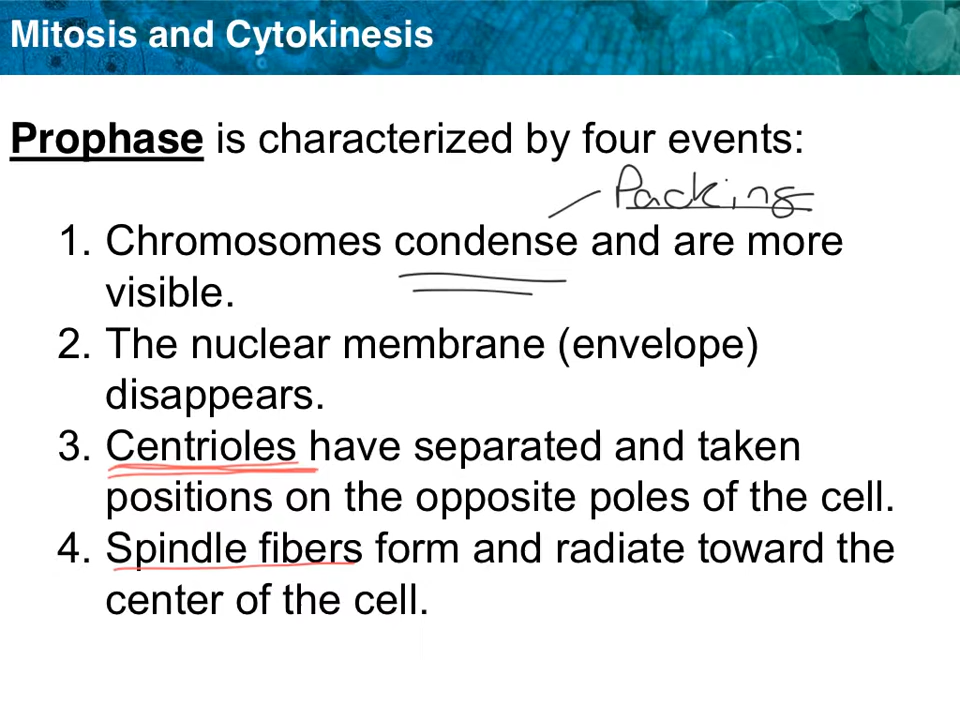 Mitosis and Cytokinesis
Prophase is characterized by four events:
Packing
1. Chromosomes condense and are more
visible.
2. The nuclear membrane (envelope)
disappears.
3. Centrioles have separated and taken
positions on the opposite poles of the cell.
4. Spindle fibers form and radiate toward the
center of the cell.